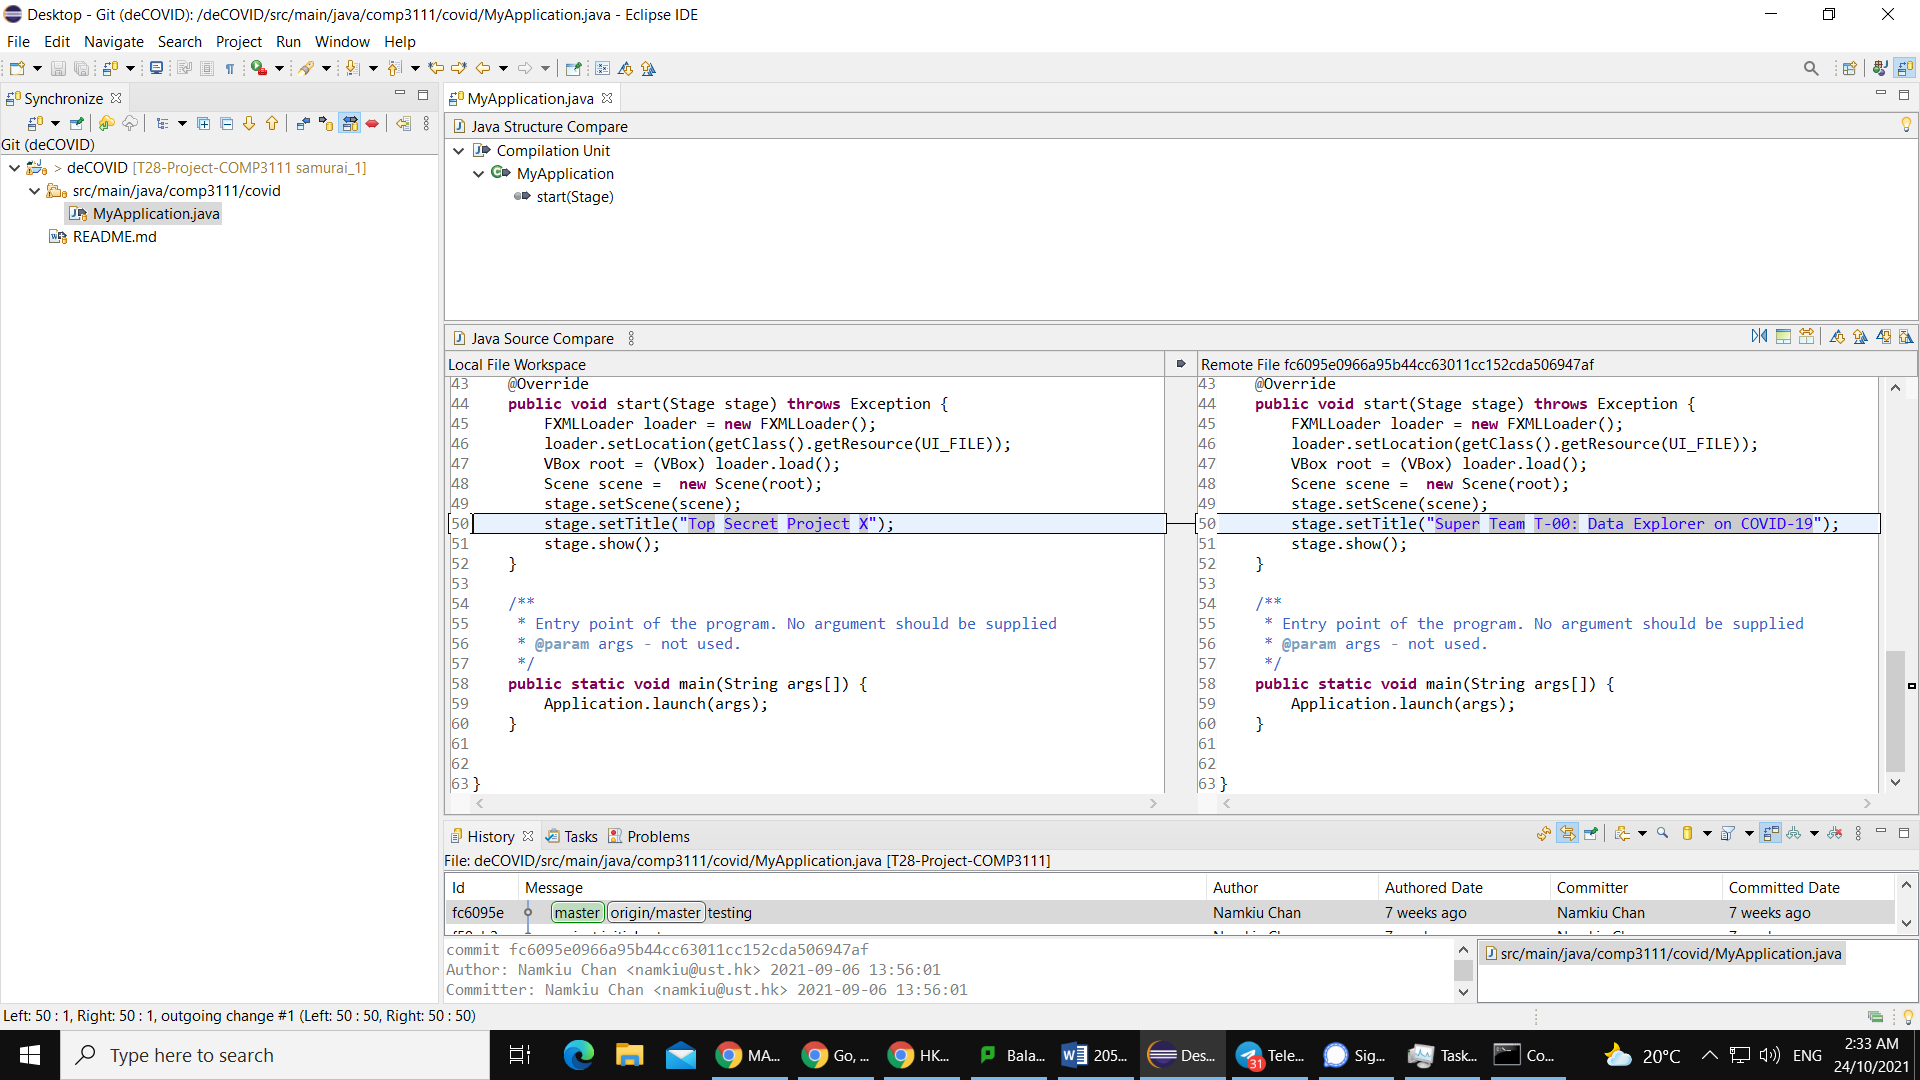 Desktop - Git (deCOVID): /deCOVID/src/main/java/comp3111/covid/MyApplication.java - Eclipse IDE
File Edit Navigate Search Project Run Window Help
Synchronize
Git (deCOVID)
> deCOVID [T28-Project-COMP3111 samurai_1]
src/main/java/comp3111/covid
MyApplication.java
README.md
MyApplication.java
Java Structure Compare
Compilation Unit
MyApplication
start(Stage)
Java Source Compare
Local File Workspace
43 @Override
44 public void start(Stage stage) throws Exception {
45 FXMLLoader loader = new FXMLLoader();
46 loader.setLocation(getClass().getResource(UI_FILE));
47 VBox root = (VBox) loader.load();
48 Scene scene =  new Scene(root);
49 stage.setScene(scene);
50 stage.setTitle("Top Secret Project X");
51 stage.show();
52 }
53
54 /**
55 * Entry point of the program. No argument should be supplied
56 * @param args - not used.
57 */
58 public static void main(String args[]) {
59 Application.launch(args);
60 }
61
62
63 }
Remote File fc6095e0966a95b44cc63011cc152cda506947af
43 @Override
44 public void start(Stage stage) throws Exception {
45 FXMLLoader loader = new FXMLLoader();
46 loader.setLocation(getClass().getResource(UI_FILE));
47 VBox root = (VBox) loader.load();
48 Scene scene =  new Scene(root);
49 stage.setScene(scene);
50 stage.setTitle("Super Team T-00: Data Explorer on COVID-19");
51 stage.show();
52 }
53
54 /**
55 * Entry point of the program. No argument should be supplied
56 * @param args - not used.
57 */
58 public static void main(String args[]) {
59 Application.launch(args);
60 }
61
62
63 }
History Tasks Problems
File: deCOVID/src/main/java/comp3111/covid/MyApplication.java [T28-Project-COMP3111]
Id Message Author Authored Date Committer Committed Date
fc6095e master origin/master testing Namkiu Chan 7 weeks ago Namkiu Chan 7 weeks ago
commit fc6095e0966a95b44cc63011cc152cda506947af
Author: Namkiu Chan <namkiu@ust.hk> 2021-09-06 13:56:01
Committer: Namkiu Chan <namkiu@ust.hk> 2021-09-06 13:56:01
src/main/java/comp3111/covid/MyApplication.java
Left: 50 : 1, Right: 50 : 1, outgoing change #1 (Left: 50 : 50, Right: 50 : 50)
Type here to search
MA...
Go, ...
HK...
Bala...
205...
Des...
31
Tele...
Sig...
Task...
Co...
20°C
ENG
2:33 AM
24/10/2021